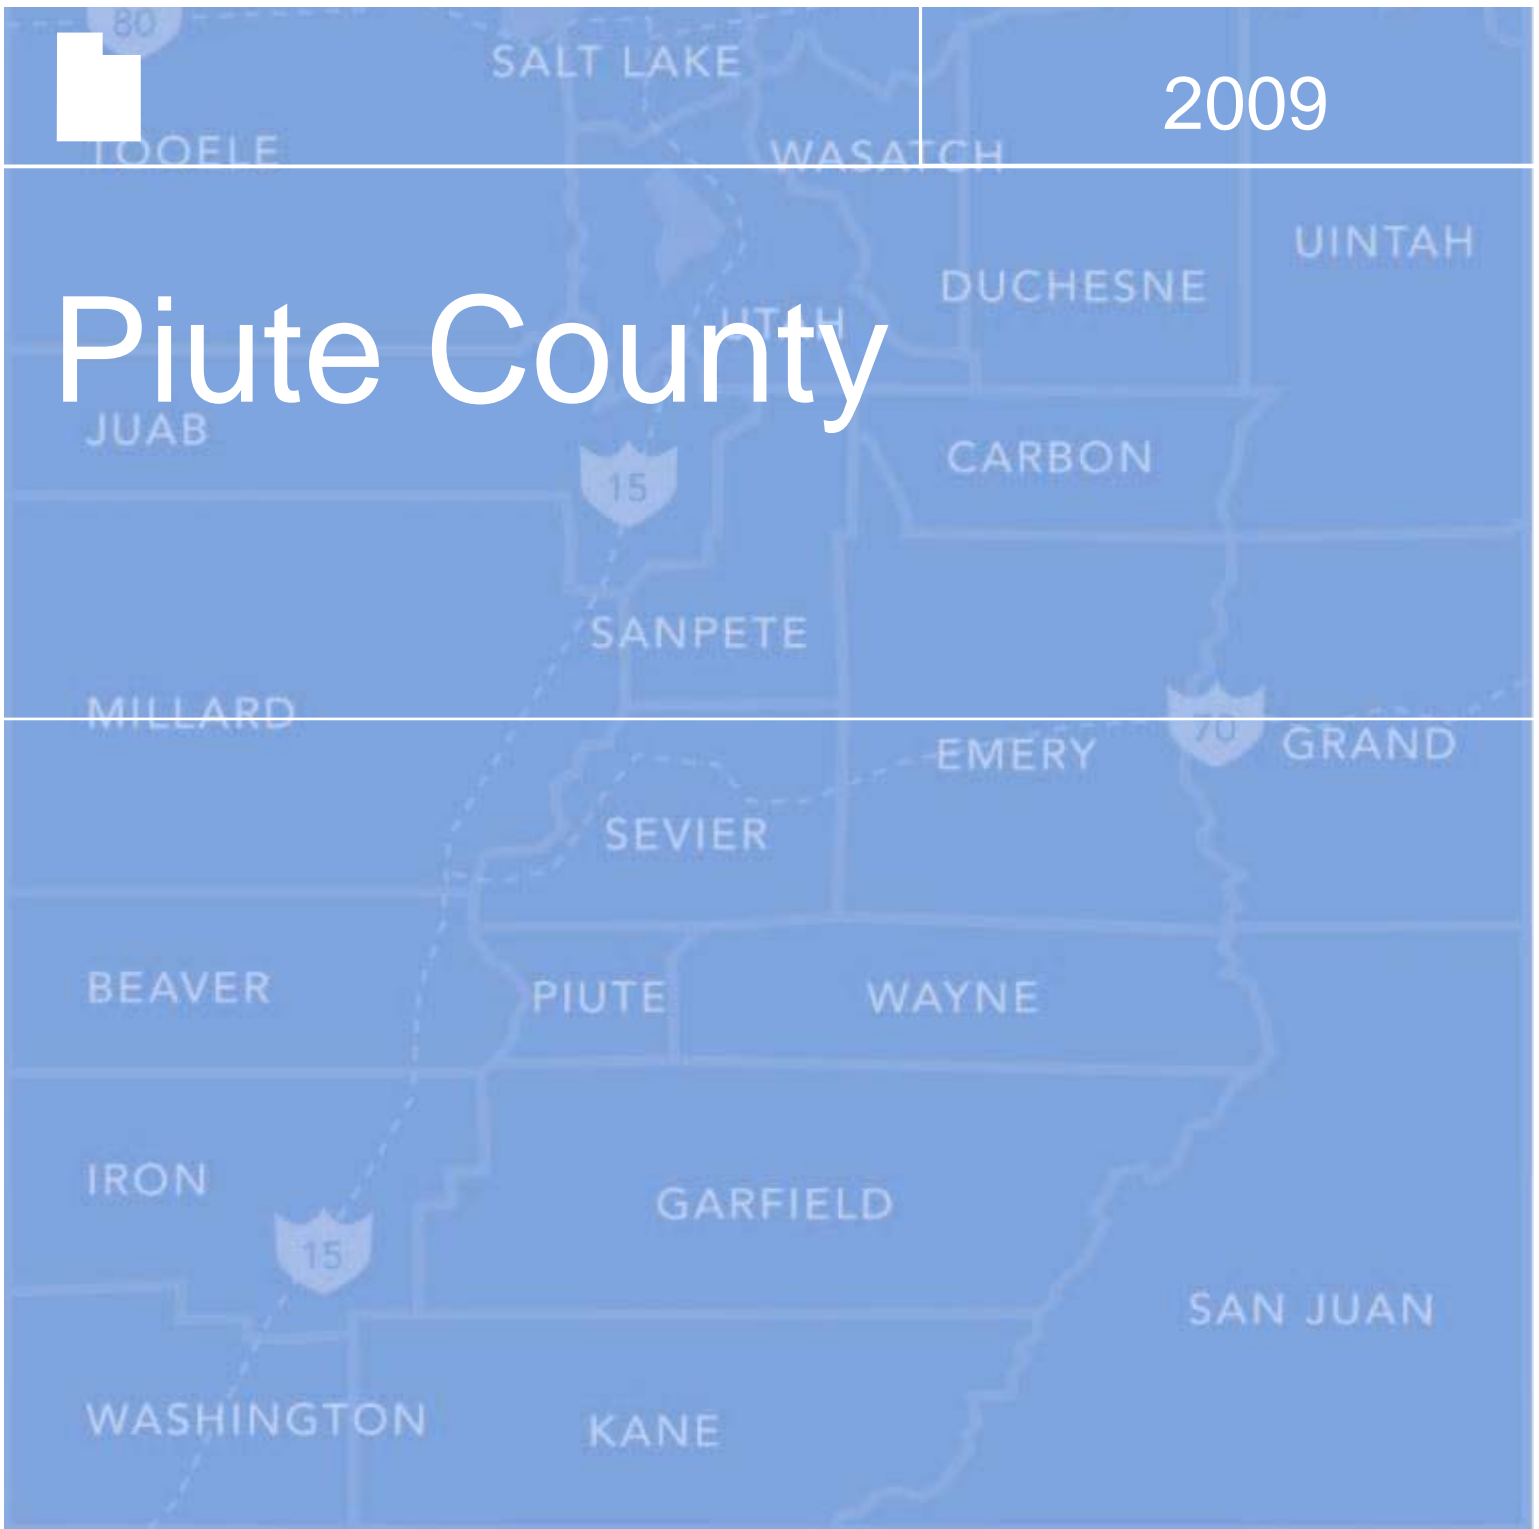 80
SALT LAKE
2009
TOOELE
WASATCH
UINTAH
DUCHESNE
UTAH
Piute County
JUAB
CARBON
15
SANPETE
MILLARD
70
GRAND
EMERY
SEVIER
BEAVER
PIUTE
WAYNE
IRON
GARFIELD
15
SAN JUAN
WASHINGTON
KANE